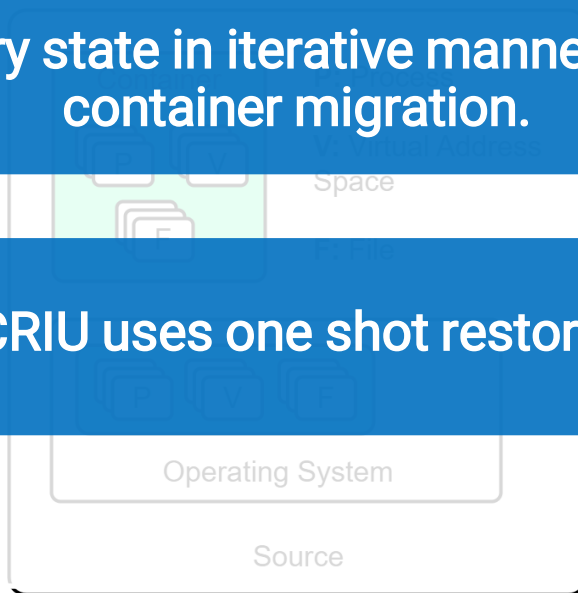 ry state in iterative manne
container migration.
Process
P
V
V: Virtual Address
Space
F
F: File
CRIU uses one shot restor
P
V
F
Operating System
Source